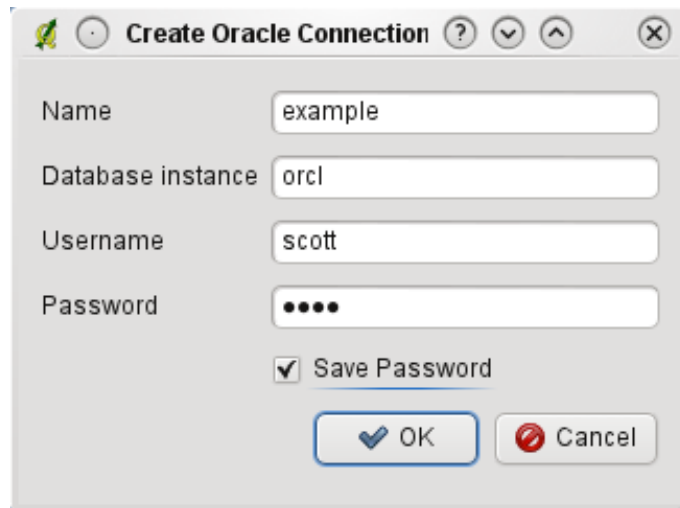 Create Oracle Connection
Name example
Database instance orcl
Username scott
Password ••••
Save Password
OK Cancel